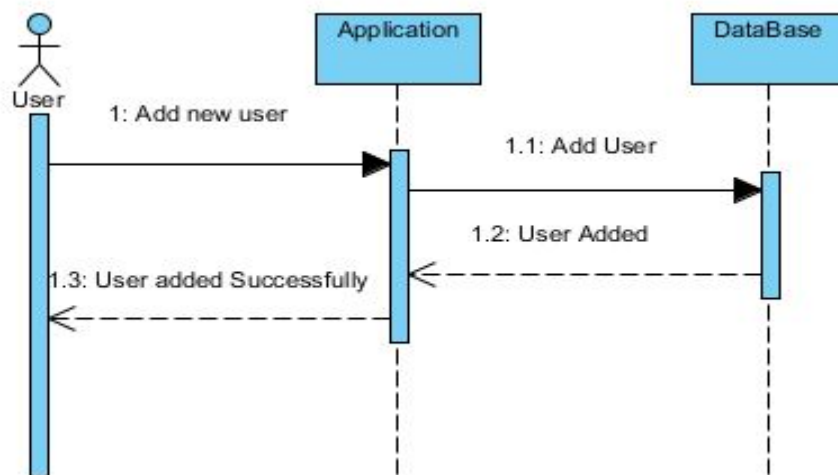 Application
DataBase
User
1: Add new user
1.1: Add User
1.2: User Added
1.3: User added Successfully